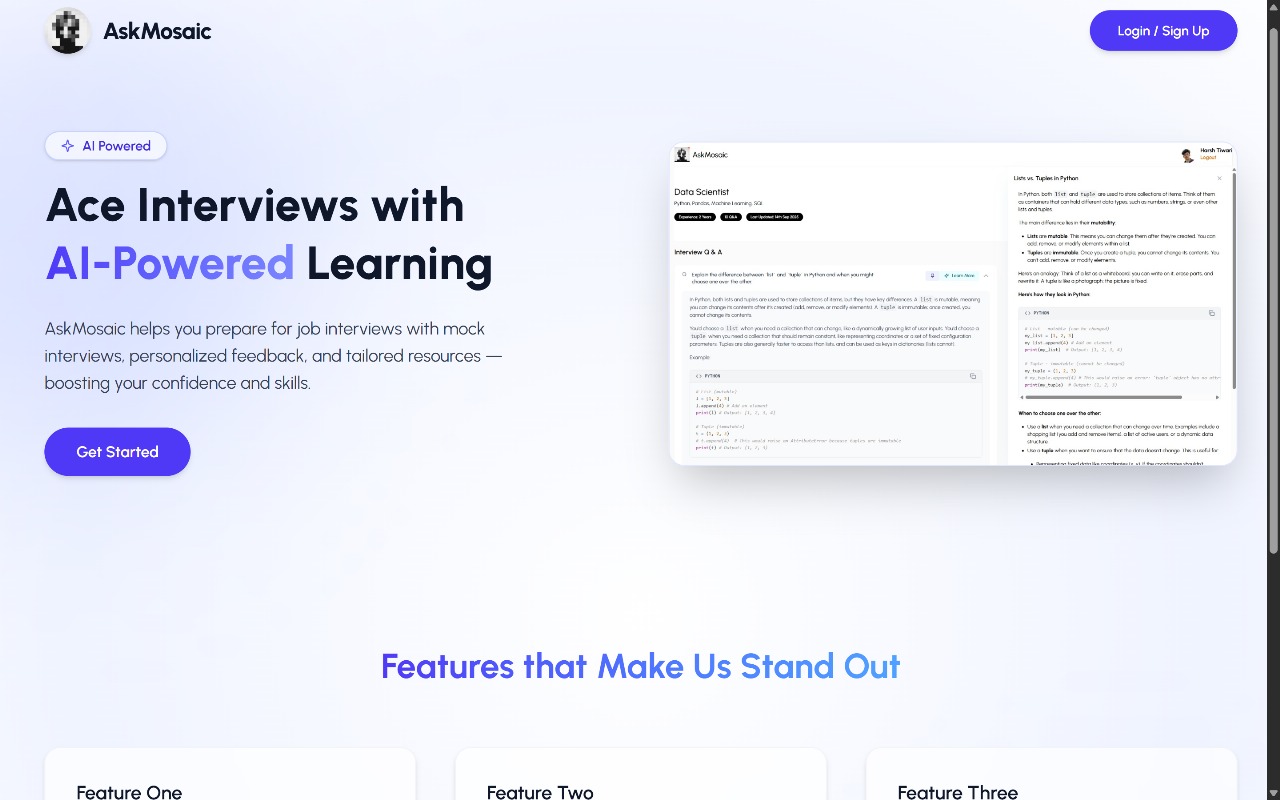 AskMosaic
Login / Sign Up
AI Powered
Ace Interviews with
AI-Powered Learning
AskMosaic helps you prepare for job interviews with mock
interviews, personalized feedback, and tailored resources —
boosting your confidence and skills.
Get Started
AskMosaic
Harsh Tiwari
Logout
Data Scientist
Python, Pandas, Machine Learning, SQL
Experience: 2 Years
10 Q&A
Last Updated: 14th Sep 2025
Interview Q & A
Explain the difference between `list` and `tuple` in Python and when you might
choose one over the other.
Learn More
In Python, both lists and tuples are used to store collections of items, but they have key differences. A list is mutable, meaning
you can change its contents after it's created (add, remove, or modify elements). A tuple is immutable; once created, you
cannot change its contents.
You'd choose a list when you need a collection that can change, like a dynamically growing list of user inputs. You'd choose a
tuple when you need a collection that should remain constant, like representing coordinates or a set of fixed configuration
parameters. Tuples are also generally faster to access than lists, and can be used as keys in dictionaries (lists cannot).
Example:
<> PYTHON
# List (mutable)
l = [1, 2, 3]
l.append(4) # Add an element
print(l) # Output: [1, 2, 3, 4]
# Tuple (immutable)
t = (1, 2, 3)
# t.append(4) # This would raise an AttributeError because tuples are immutable
print(t) # Output: (1, 2, 3)
Lists vs. Tuples in Python
In Python, both list and tuple are used to store collections of items. Think of them
as containers that can hold different data types, such as numbers, strings, or even other
lists and tuples.
The main difference lies in their mutability:
Lists are mutable. This means you can change them after they're created. You can
add, remove, or modify elements within a list.
Tuples are immutable. Once you create a tuple, you cannot change its contents. You
can't add, remove, or modify elements.
Here's an analogy: Think of a list as a whiteboard: you can write on it, erase parts, and
rewrite it. A tuple is like a photograph: the picture is fixed.
Here's how they look in Python:
<> PYTHON
# List - mutable (can be changed)
my_list = [1, 2, 3]
my_list.append(4) # Add an element
print(my_list) # Output: [1, 2, 3, 4]
# Tuple - immutable (cannot be changed)
my_tuple = (1, 2, 3)
# my_tuple.append(4) # This would raise an error: 'tuple' object has no attr
print(my_tuple) # Output: (1, 2, 3)
When to choose one over the other:
Use a list when you need a collection that can change over time. Examples include a
shopping list (you add and remove items), a list of active users, or a dynamic data
structure.
Use a tuple when you want to ensure that the data doesn't change. This is useful for:
Features that Make Us Stand Out
Feature One
Feature Two
Feature Three